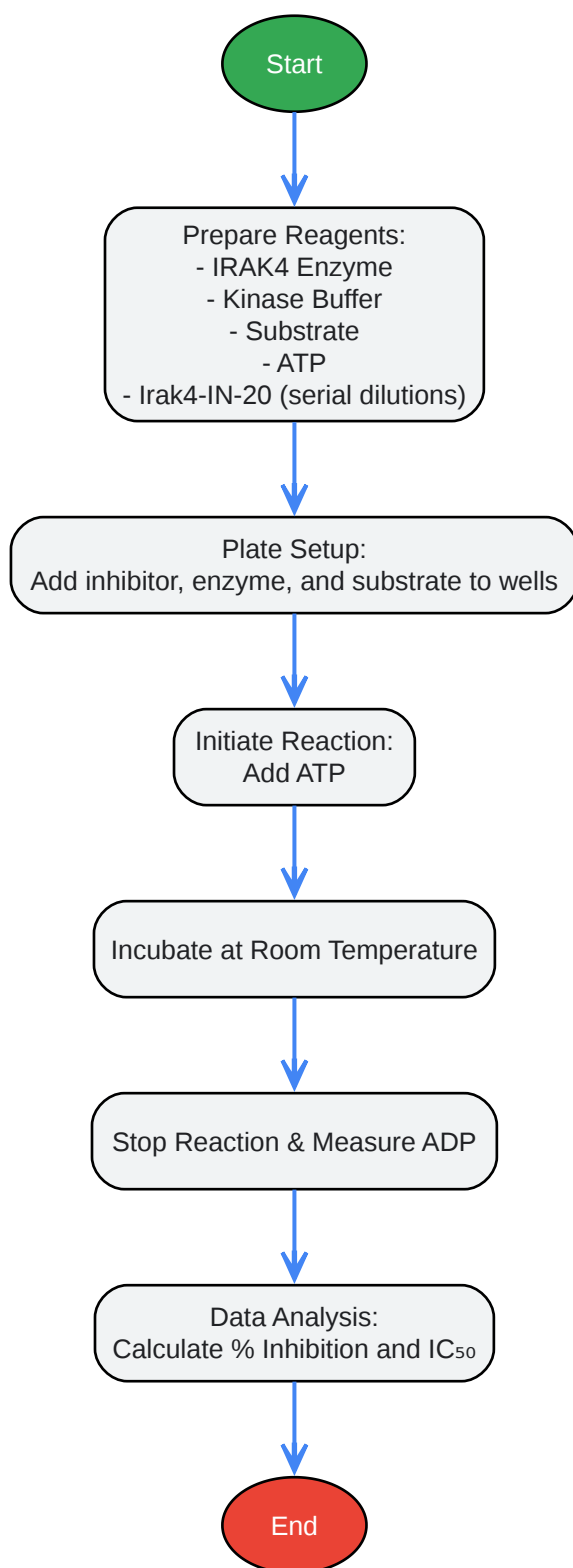 Start
Prepare Reagents:
- IRAK4 Enzyme
- Kinase Buffer
- Substrate
- ATP
- Irak4-IN-20 (serial dilutions)
Plate Setup:
Add inhibitor, enzyme, and substrate to wells
Initiate Reaction:
Add ATP
Incubate at Room Temperature
Stop Reaction & Measure ADP
Data Analysis:
Calculate % Inhibition and IC₅₀
End